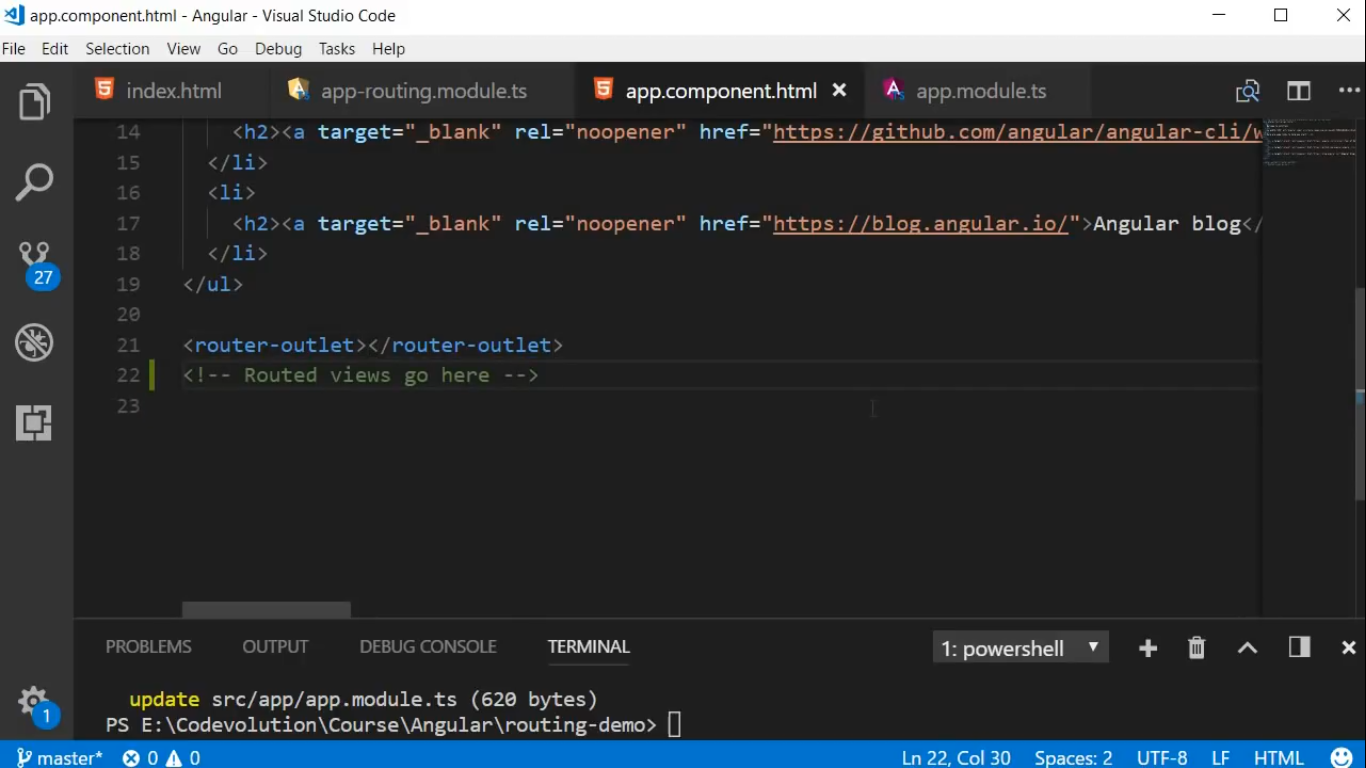 app.component.html - Angular - Visual Studio Code
File Edit Selection View Go Debug Tasks Help
index.html app-routing.module.ts app.component.html app.module.ts
14 <h2><a target="_blank" rel="noopener" href="https://github.com/angular/angular-cli/w
15 </li>
16 <li>
17 <h2><a target="_blank" rel="noopener" href="https://blog.angular.io/">Angular blog</
18 </li>
19 </ul>
20
21 <router-outlet></router-outlet>
22 <!-- Routed views go here -->
23
27
PROBLEMS OUTPUT DEBUG CONSOLE TERMINAL 1: powershell
update src/app/app.module.ts (620 bytes)
PS E:\Codevolution\Course\Angular\routing-demo>
1
master* 0 0 Ln 22, Col 30 Spaces: 2 UTF-8 LF HTML